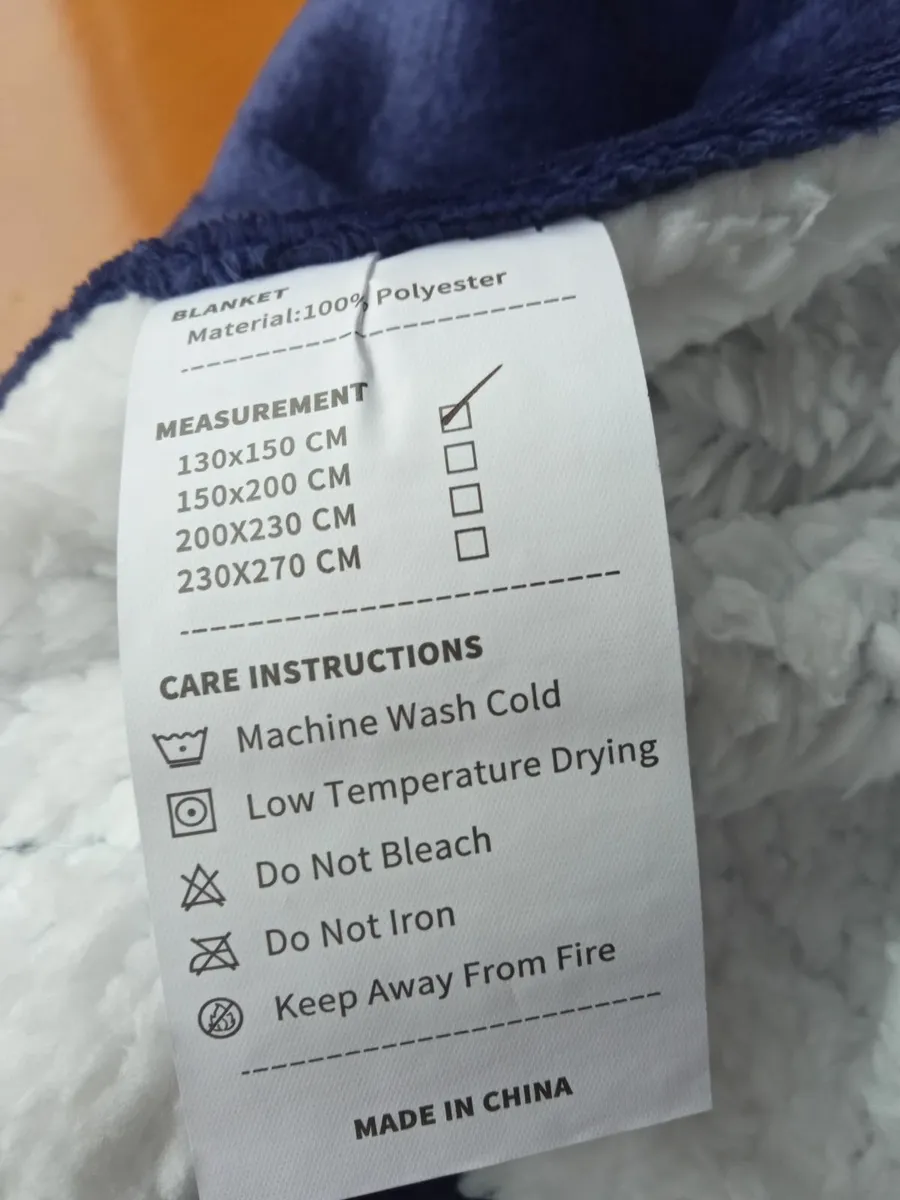 BLANKET
Material:100% Polyester
MEASUREMENT
130x150 CM
150x200 CM
200X230 CM
230X270 CM
CARE INSTRUCTIONS
Machine Wash Cold
Low Temperature Drying
Do Not Bleach
Do Not Iron
Keep Away From Fire
MADE IN CHINA